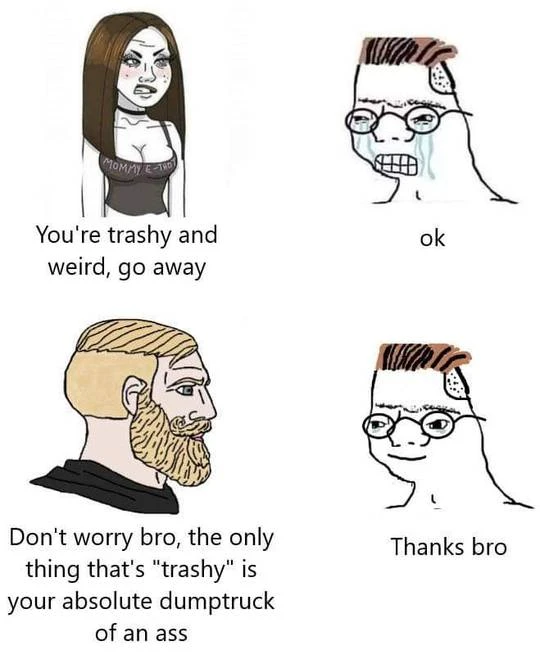 MOMMY E-
You're trashy and
weird, go away
ok
Don't worry bro, the only
thing that's "trashy" is
your absolute dumptruck
of an ass
Thanks bro